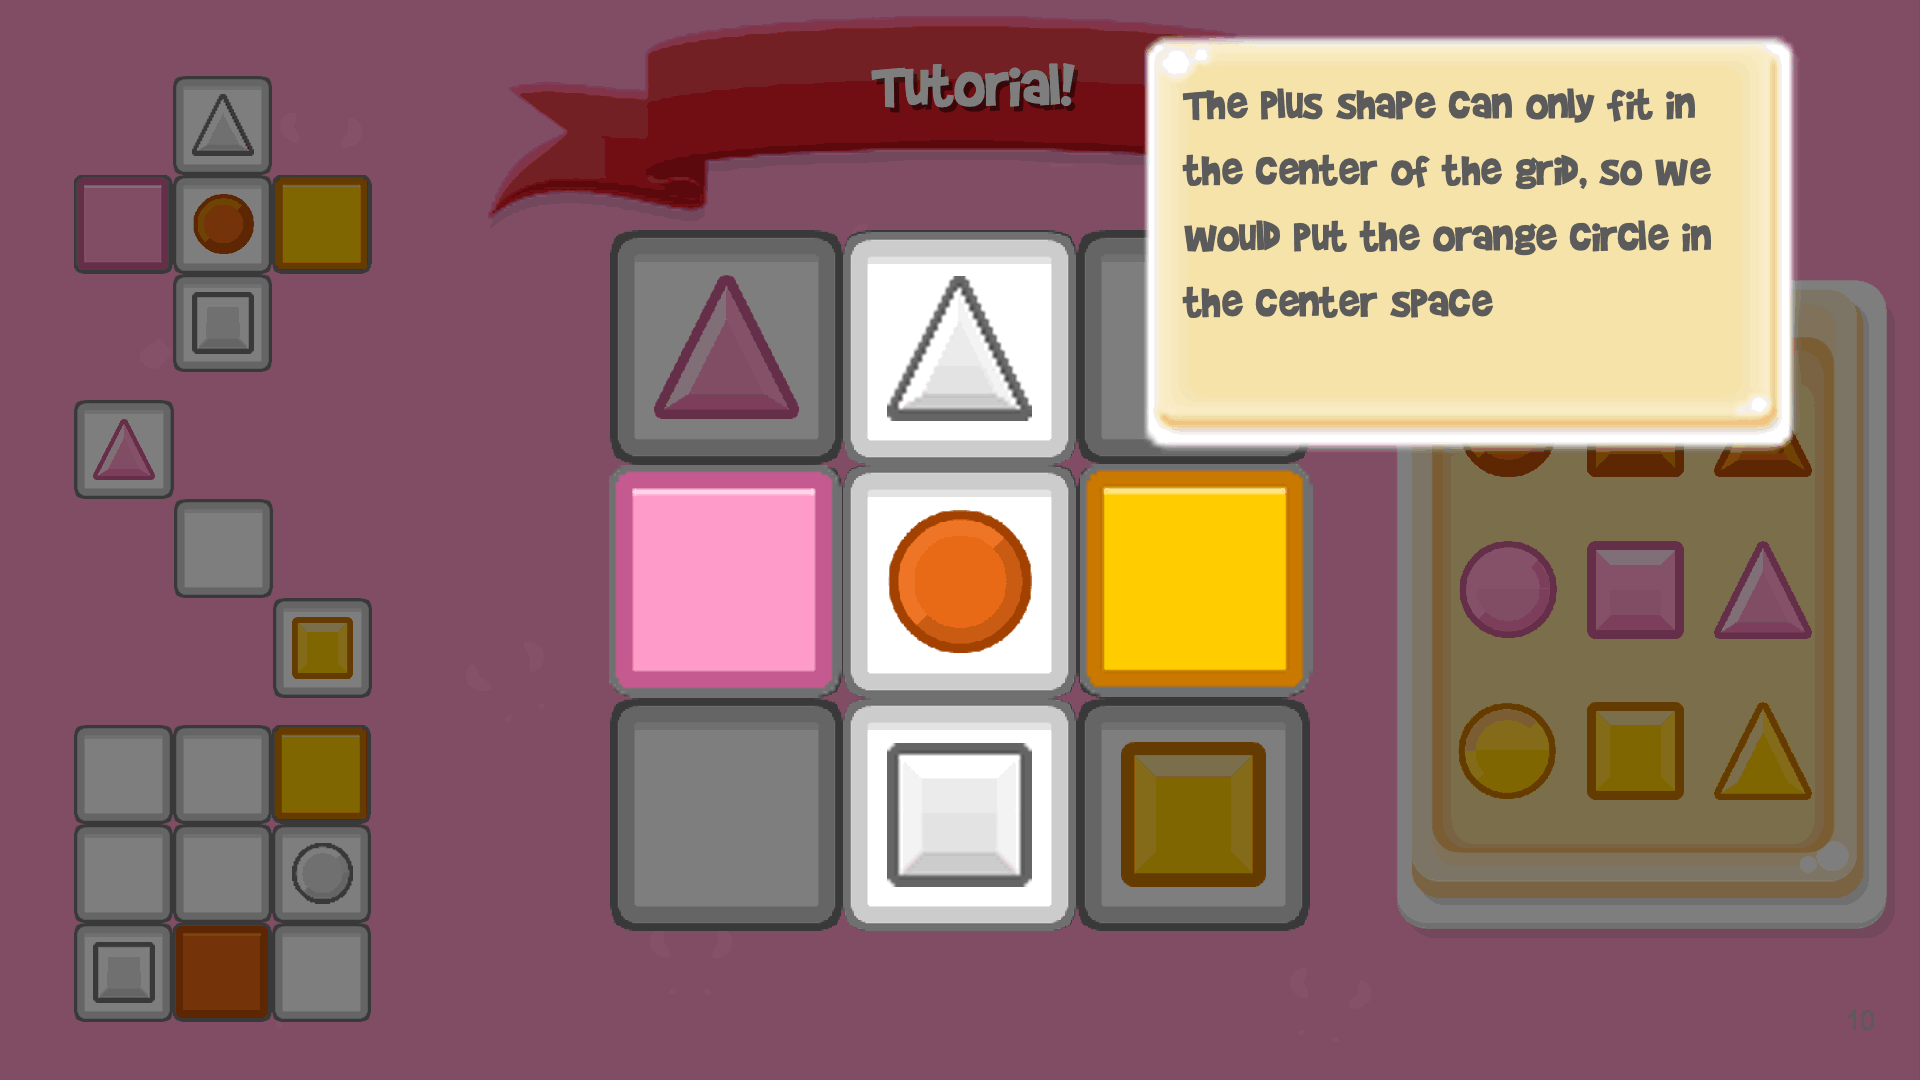 Tutorial!
The Plus shape can only fit in
the center of the grid, so we
would put the orange circle in
the center space
10